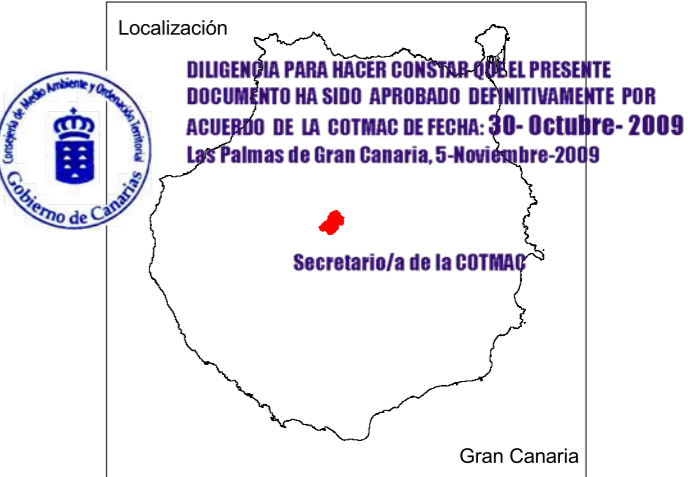 Localización
DILIGENCIA PARA HACER CONSTAR QUE EL PRESENTE
DOCUMENTO HA SIDO APROBADO DEFINITIVAMENTE POR
ACUERDO DE LA COTMAC DE FECHA: 30- Octubre- 2009
Las Palmas de Gran Canaria, 5-Noviembre-2009
Consejería de Medio Ambiente y Ordenación Territorial
Gobierno de Canarias
Secretario/a de la COTMAC
Gran Canaria